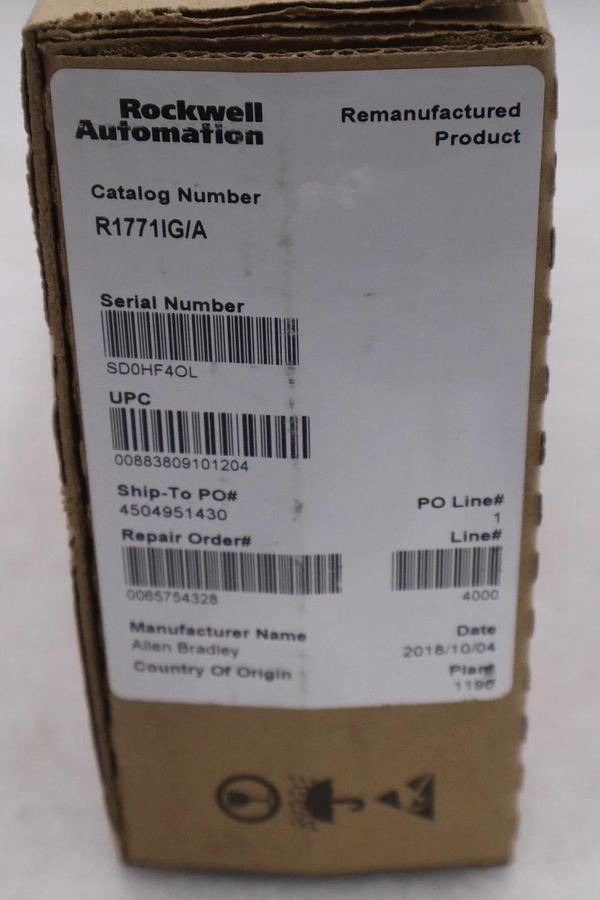 Rockwell
Automation
Remanufactured
Product
Catalog Number
R1771IG/A
Serial Number
SD0HF4OL
UPC
00883809101204
Ship-To PO#
4504951430
PO Line#
1
Repair Order#
0065754328
Line#
4000
Manufacturer Name
Allen Bradley
Date
2018/10/04
Country Of Origin
Plant
1190